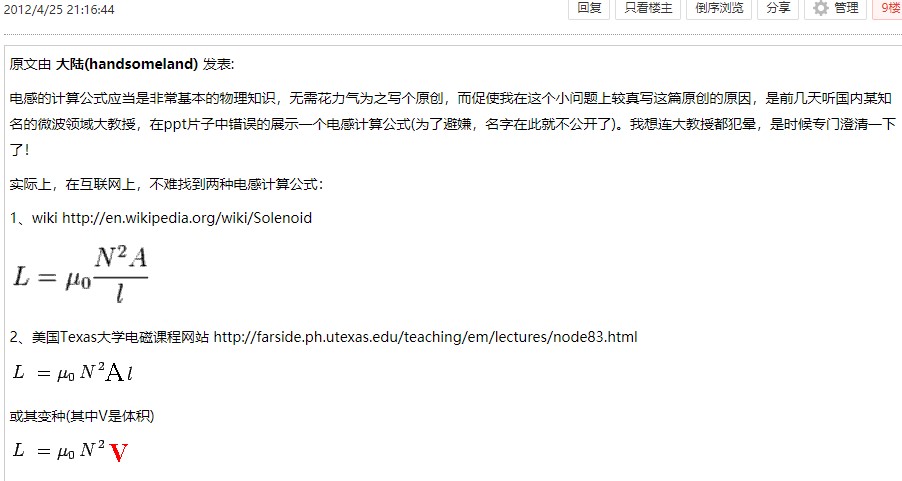 2012/4/25 21:16:44 回复 只看楼主 倒序浏览 分享 管理 9楼
原文由 大陆(handsomeland) 发表:
电感的计算公式应当是非常基本的物理知识，无需花力气为之写个原创，而促使我在这个小问题上较真写这篇原创的原因，是前几天听国内某知
名的微波领域大教授，在ppt片子中错误的展示一个电感计算公式(为了避嫌，名字在此就不公开了)。我想连大教授都犯晕，是时候专门澄清一下
了！
实际上，在互联网上，不难找到两种电感计算公式：
1、wiki http://en.wikipedia.org/wiki/Solenoid
L = μ₀ N² A / l
2、美国Texas大学电磁课程网站 http://farside.ph.utexas.edu/teaching/em/lectures/node83.html
L = μ₀ N² A l
或其变种(其中V是体积)
L = μ₀ N² V